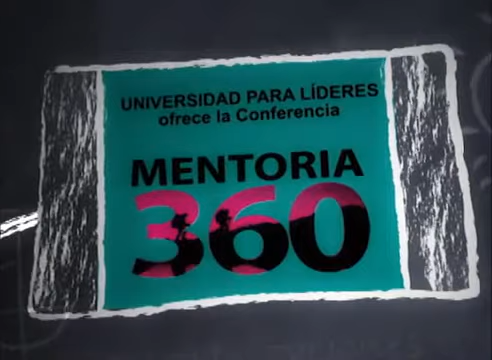 UNIVERSIDAD PARA LÍDERES
ofrece la Conferencia
MENTORIA
360